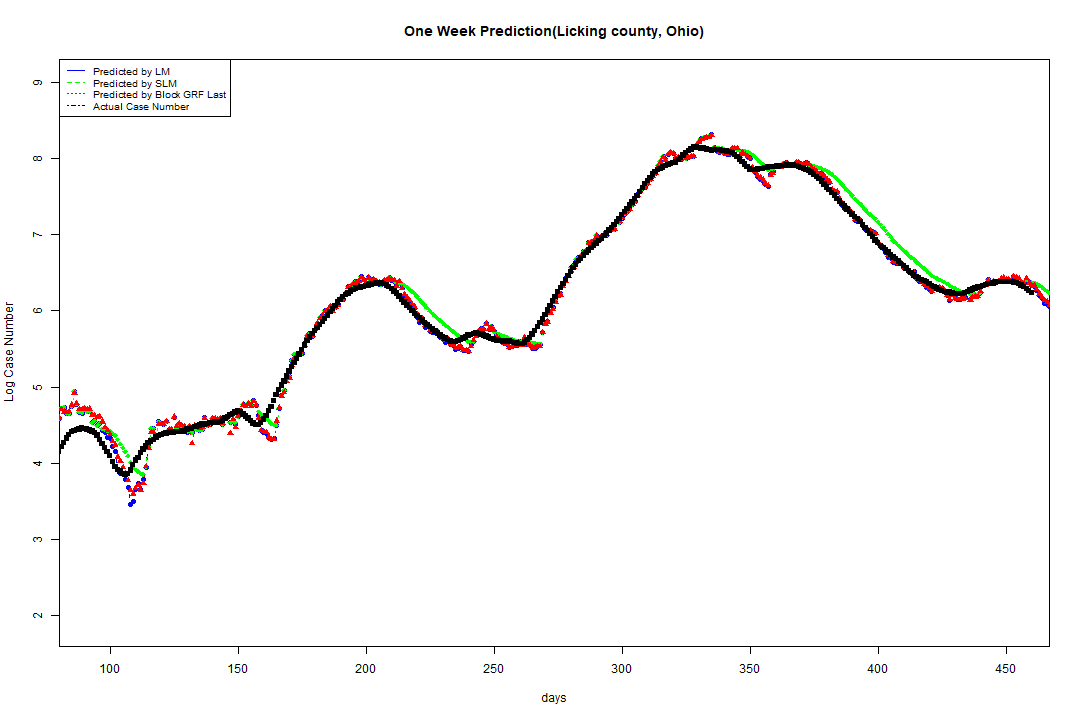 One Week Prediction(Licking county, Ohio)
Predicted by LM
Predicted by SLM
Predicted by Block GRF Last
Actual Case Number
9
8
7
6
5
4
3
2
Log Case Number
100 150 200 250 300 350 400 450
days